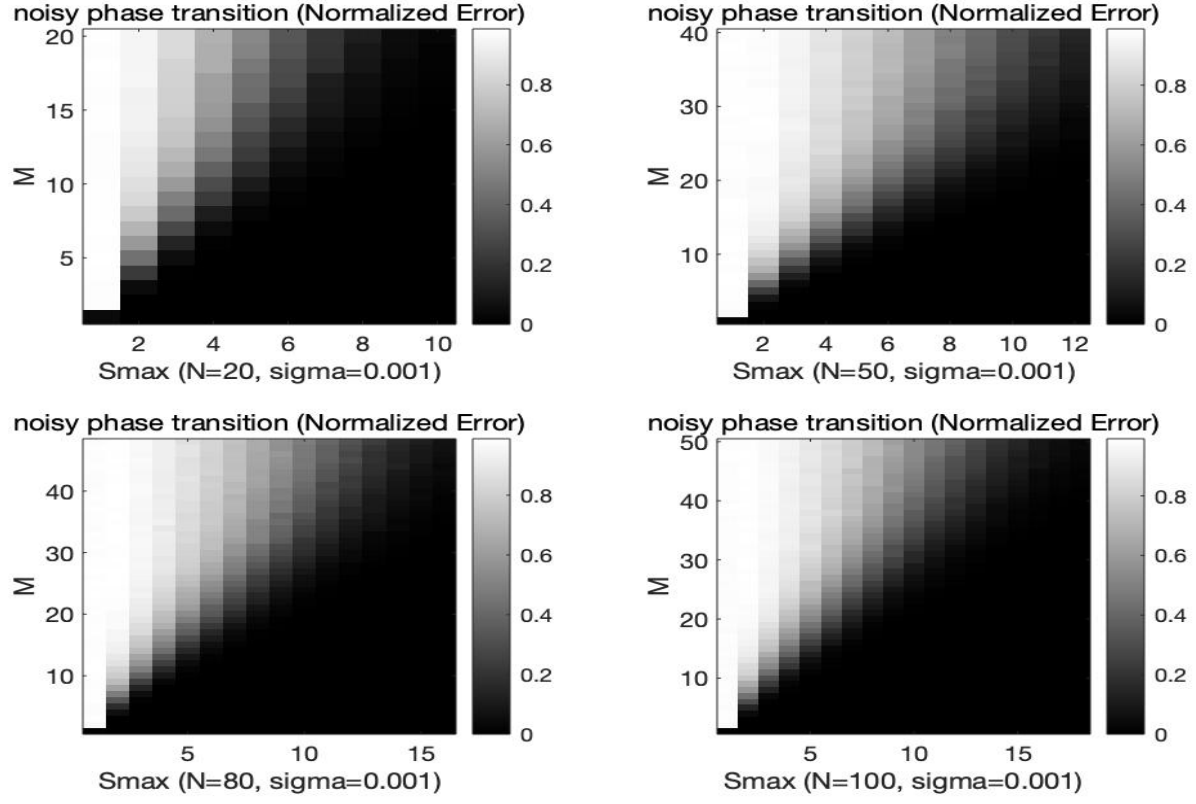 noisy phase transition (Normalized Error)
20
15
10
5
M
2 4 6 8 10
Smax (N=20, sigma=0.001)
0.8
0.6
0.4
0.2
0
noisy phase transition (Normalized Error)
40
30
20
10
M
2 4 6 8 10 12
Smax (N=50, sigma=0.001)
0.8
0.6
0.4
0.2
0
noisy phase transition (Normalized Error)
40
30
20
10
M
5 10 15
Smax (N=80, sigma=0.001)
0.8
0.6
0.4
0.2
0
noisy phase transition (Normalized Error)
50
40
30
20
10
M
5 10 15
Smax (N=100, sigma=0.001)
0.8
0.6
0.4
0.2
0